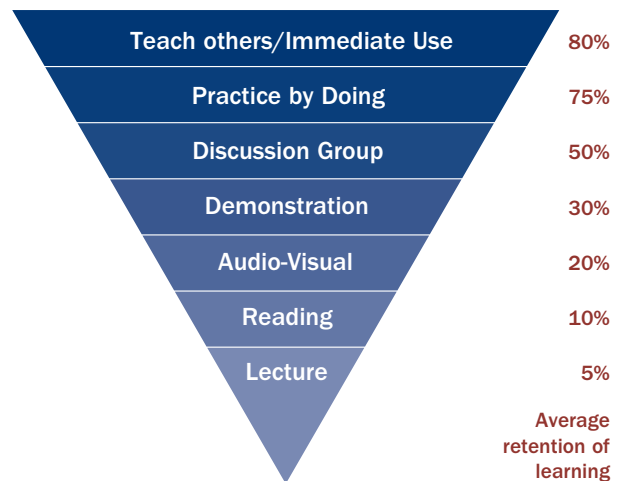 Teach others/Immediate Use 80%
Practice by Doing 75%
Discussion Group 50%
Demonstration 30%
Audio-Visual 20%
Reading 10%
Lecture 5%
Average
retention of
learning